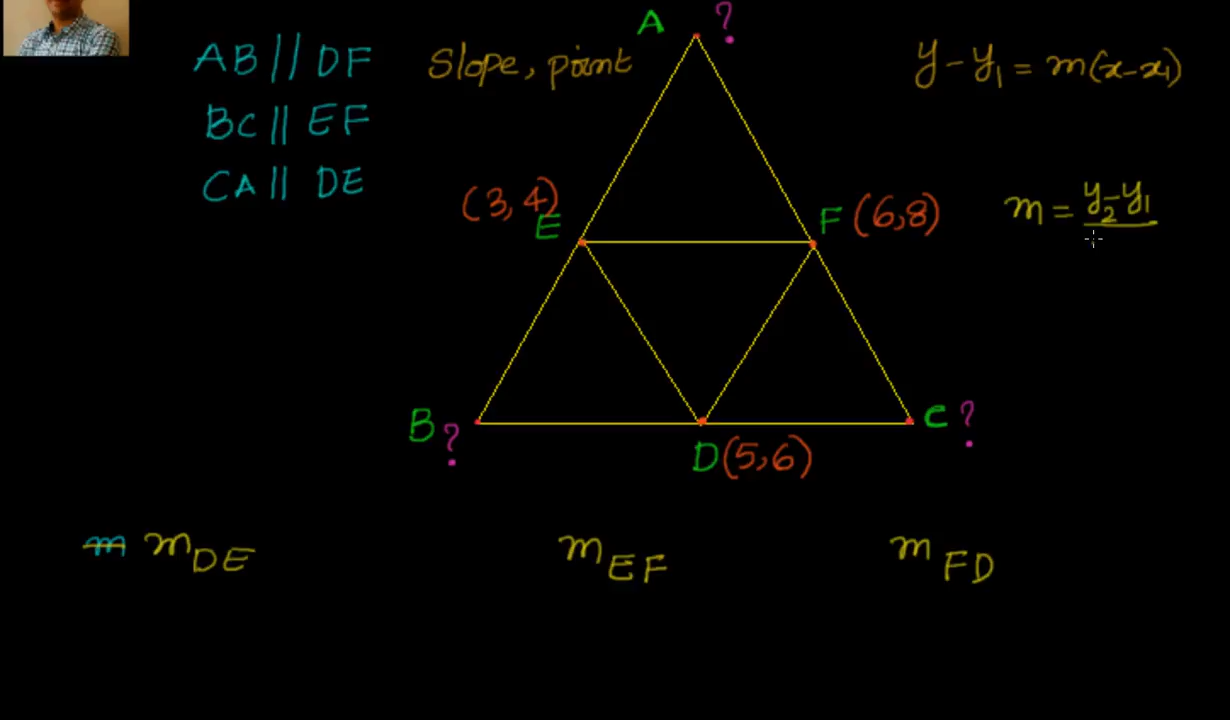 A ?
AB // DF
Slope, point
y - y₁ = m(x - x₁)
BC || EF
CA || DE
(3, 4)
E
F (6,8)
m = y₂ - y₁
B ?
C ?
D(5,6)
m m_DE
m_EF
m_FD